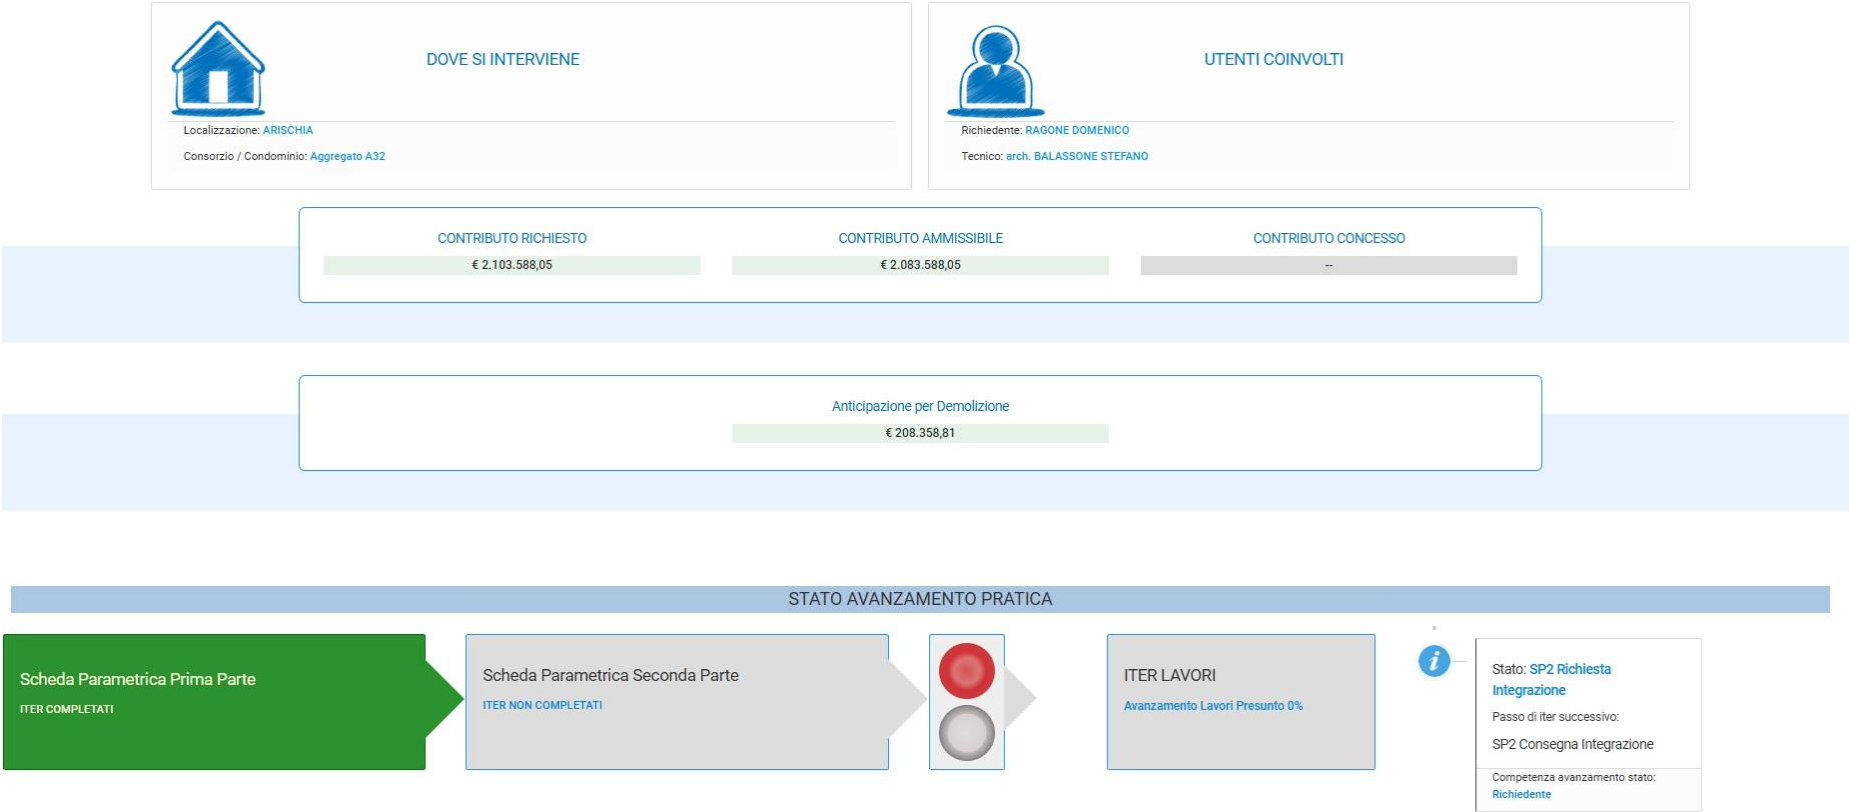 DOVE SI INTERVIENE
Localizzazione: ARISCHIA
Consorzio / Condominio: Aggregato A32
UTENTI COINVOLTI
Richiedente: RAGONE DOMENICO
Tecnico: arch. BALASSONE STEFANO
CONTRIBUTO RICHIESTO
€ 2.103.588,05
CONTRIBUTO AMMISSIBILE
€ 2.083.588,05
CONTRIBUTO CONCESSO
--
Anticipazione per Demolizione
€ 208.358,81
STATO AVANZAMENTO PRATICA
Scheda Parametrica Prima Parte
ITER COMPLETATI
Scheda Parametrica Seconda Parte
ITER NON COMPLETATI
ITER LAVORI
Avanzamento Lavori Presunto 0%
i
Stato: SP2 Richiesta
Integrazione
Passo di iter successivo:
SP2 Consegna Integrazione
Competenza avanzamento stato:
Richiedente